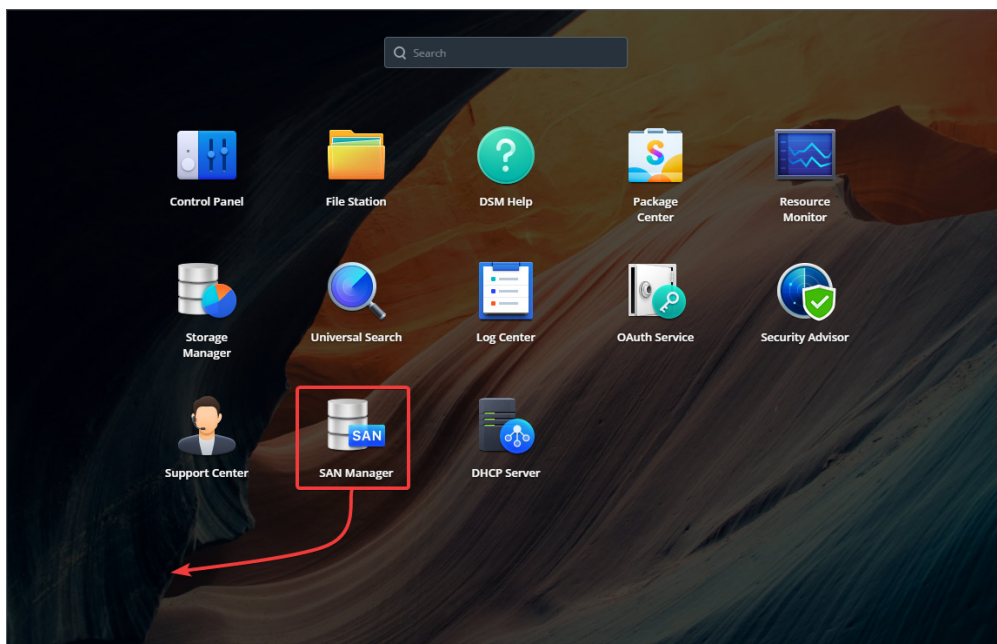 Search
Control Panel
File Station
DSM Help
Package
Center
Resource
Monitor
Storage
Manager
Universal Search
Log Center
OAuth Service
Security Advisor
Support Center
SAN
SAN Manager
DHCP Server